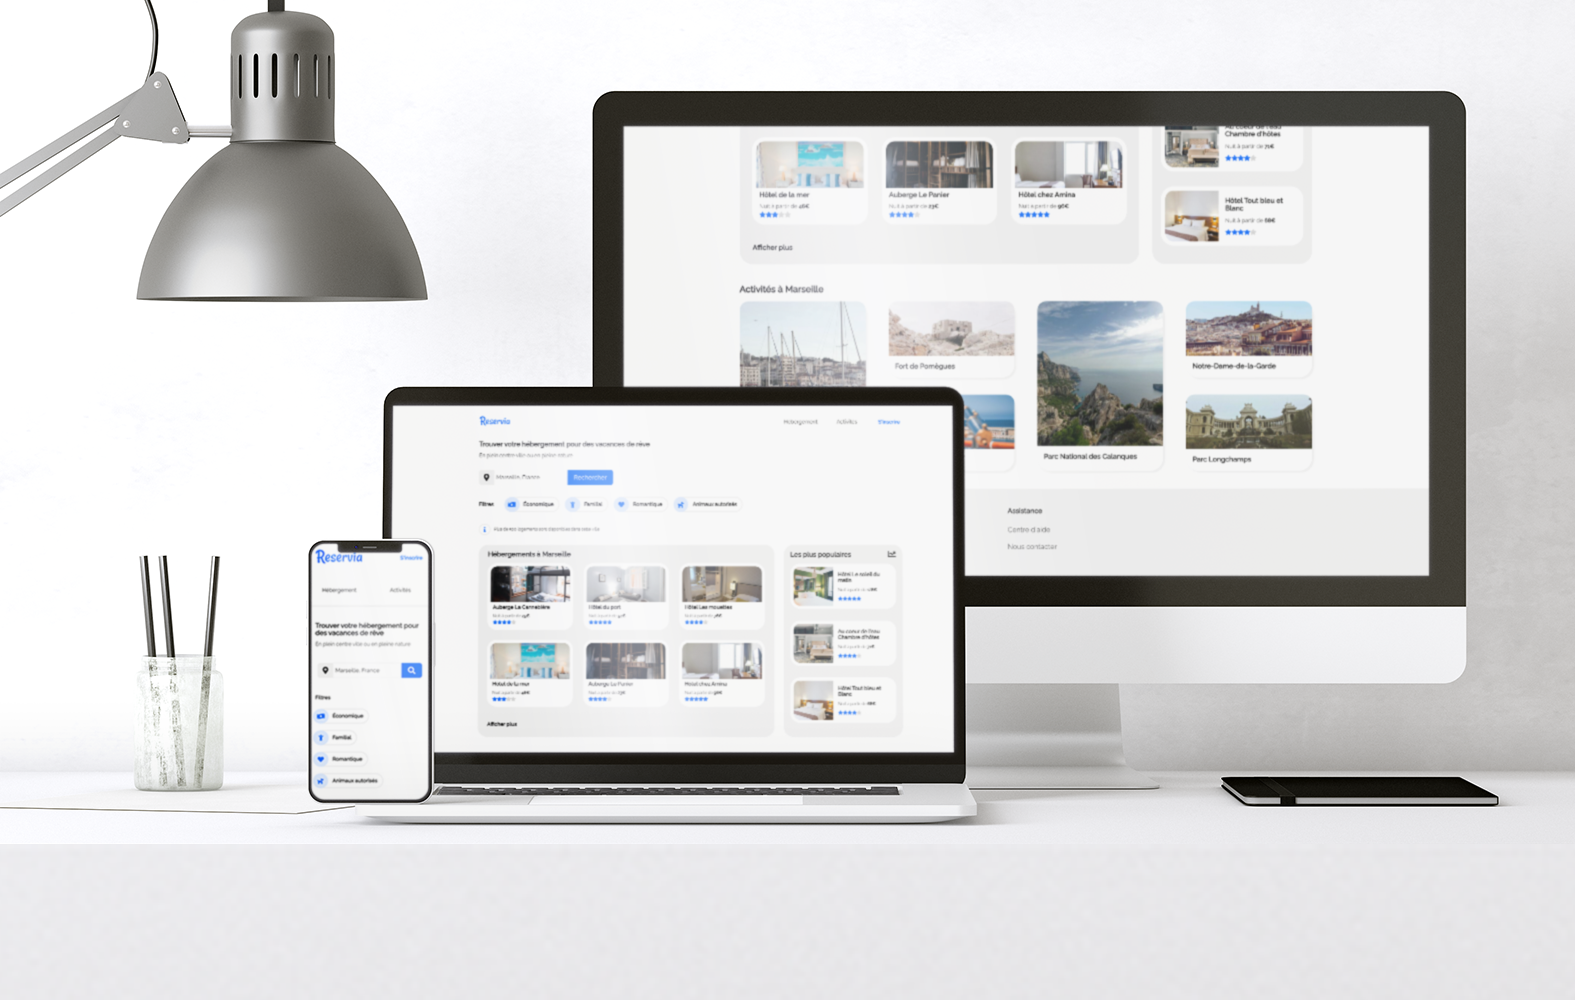 Au coeur de l'eau
Chambre d'hôtes
Nuit à partir de 71€
Hôtel de la mer
Nuit à partir de 46€
Auberge Le Panier
Nuit à partir de 23€
Hôtel chez Amina
Nuit à partir de 96€
Hôtel Tout bleu et
Blanc
Nuit à partir de 68€
Afficher plus
Activités à Marseille
Fort de Pomègues
Notre-Dame-de-la-Garde
Parc National des Calanques
Parc Longchamps
Assistance
Centre d'aide
Nous contacter
Reservia
Hébergement
Activités
S'inscrire
Trouver votre hébergement pour des vacances de rêve
En plein centre ville ou en pleine nature
Marseille, France
Rechercher
Filtres
Économique
Familial
Romantique
Animaux autorisés
Hébergements à Marseille
Auberge La Cannebière
Hôtel du port
Hôtel Les mouettes
Hôtel de la mer
Auberge Le Panier
Hôtel chez Amina
Afficher plus
Les plus populaires
Hôtel Le soleil du
matin
Au coeur de l'eau
Chambre d'hôtes
Hôtel Tout bleu et
Blanc
Reservia
S'inscrire
Hébergement
Activités
Trouver votre hébergement pour
des vacances de rêve
En plein centre ville ou en pleine nature
Marseille, France
Filtres
Économique
Familial
Romantique
Animaux autorisés